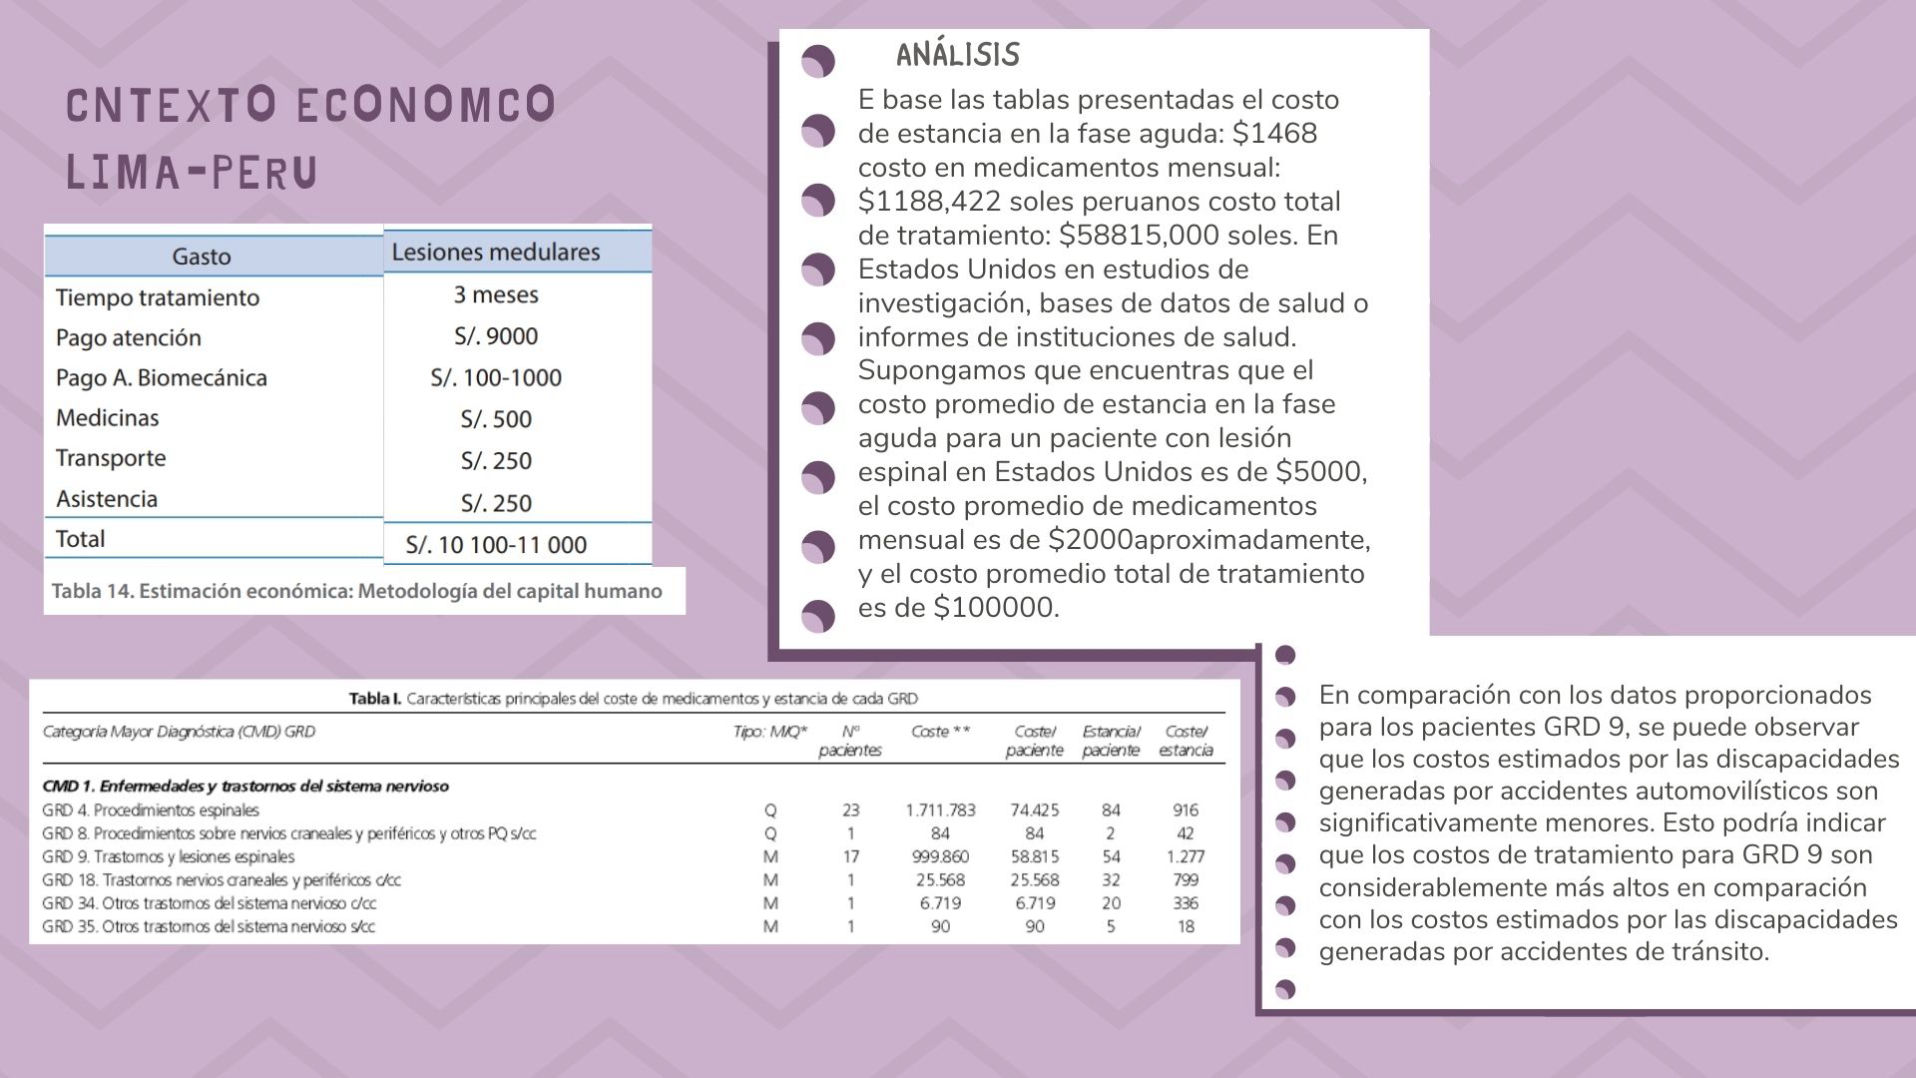 CNTEXTO ECONOMCO
LIMA-PERU
Gasto Lesiones medulares
Tiempo tratamiento 3 meses
Pago atención S/. 9000
Pago A. Biomecánica S/. 100-1000
Medicinas S/. 500
Transporte S/. 250
Asistencia S/. 250
Total S/. 10 100-11 000
Tabla 14. Estimación económica: Metodología del capital humano
ANÁLISIS
E base las tablas presentadas el costo
de estancia en la fase aguda: $1468
costo en medicamentos mensual:
$1188,422 soles peruanos costo total
de tratamiento: $58815,000 soles. En
Estados Unidos en estudios de
investigación, bases de datos de salud o
informes de instituciones de salud.
Supongamos que encuentras que el
costo promedio de estancia en la fase
aguda para un paciente con lesión
espinal en Estados Unidos es de $5000,
el costo promedio de medicamentos
mensual es de $2000aproximadamente,
y el costo promedio total de tratamiento
es de $100000.
Tabla I. Características principales del coste de medicamentos y estancia de cada GRD
Categoría Mayor Diagnóstica (CMD) GRD Tipo: M/Q* Nº Coste ** Coste/ Estancia/ Coste/
pacientes paciente paciente estancia
CMD 1. Enfermedades y trastornos del sistema nervioso
GRD 4. Procedimientos espinales Q 23 1.711.783 74.425 84 916
GRD 8. Procedimientos sobre nervios craneales y periféricos y otros PQ s/cc Q 1 84 84 2 42
GRD 9. Trastornos y lesiones espinales M 17 999.860 58.815 54 1.277
GRD 18. Trastornos nervios craneales y periféricos c/cc M 1 25.568 25.568 32 799
GRD 34. Otros trastornos del sistema nervioso c/cc M 1 6.719 6.719 20 336
GRD 35. Otros trastornos del sistema nervioso s/cc M 1 90 90 5 18
En comparación con los datos proporcionados
para los pacientes GRD 9, se puede observar
que los costos estimados por las discapacidades
generadas por accidentes automovilísticos son
significativamente menores. Esto podría indicar
que los costos de tratamiento para GRD 9 son
considerablemente más altos en comparación
con los costos estimados por las discapacidades
generadas por accidentes de tránsito.